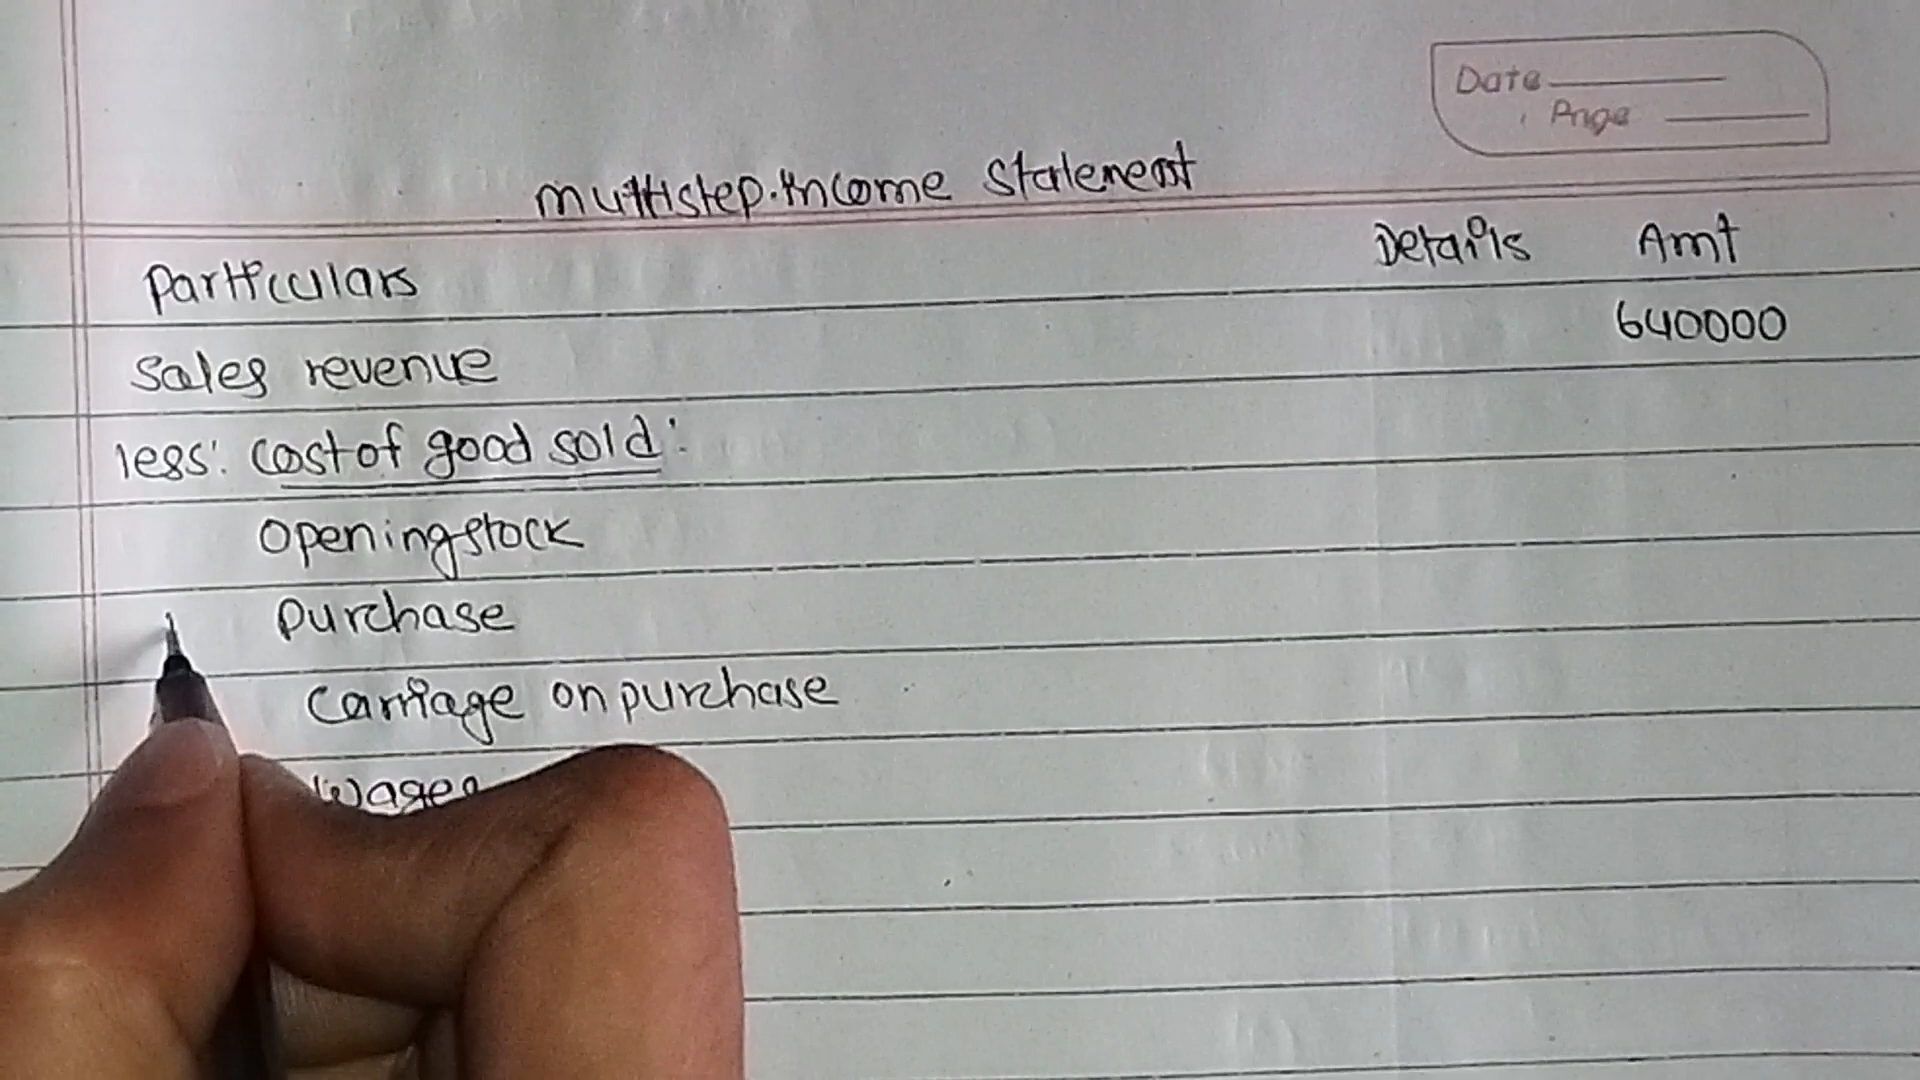 Date
Page
Multistep Income Statement
Particulars Details Amt
Sales revenue 640000
less: Cost of good sold:
Opening stock
Purchase
Carriage on purchase
Wages